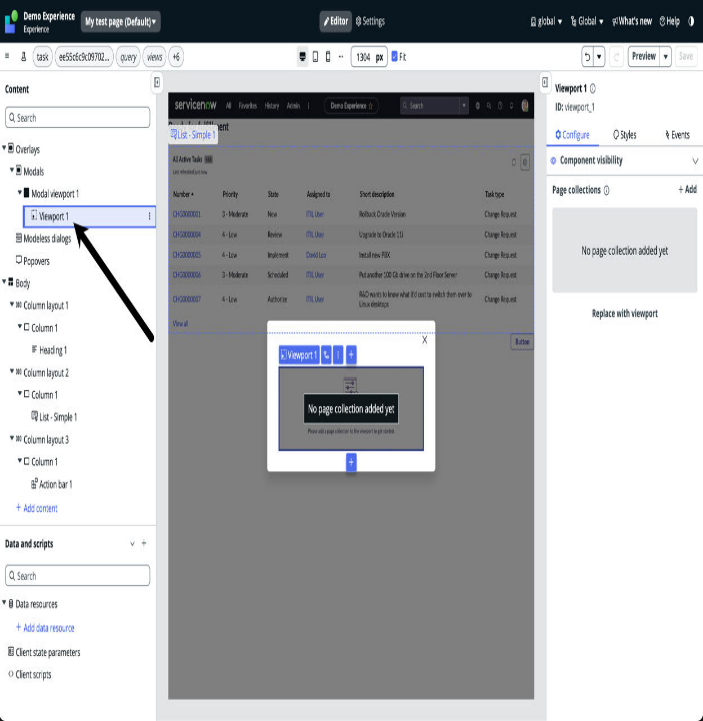 Demo Experience
Experience
My test page (Default) ▾
Editor
Settings
global ▾
Global ▾
What's new
Help
task
ee55c6c9c09702...
query
views
+6
1304 px
Fit
Preview
Save
Content
Search
Overlays
Modals
Modal viewport 1
Viewport 1
Modeless dialogs
Popovers
Body
Column layout 1
Column 1
Heading 1
Column layout 2
Column 1
List - Simple 1
Column layout 3
Column 1
Action bar 1
+ Add content
Data and scripts
Search
Data resources
+ Add data resource
Client state parameters
Client scripts
servicenow
All
Favorites
History
Admin
Demo Experience ☆
Search
List - Simple 1
All Active Tasks
Last refreshed just now
Number
Priority
State
Assigned to
Short description
Task type
CHG0000001
3 - Moderate
New
ITIL User
Rollback Oracle Version
Change Request
CHG0000004
4 - Low
Review
ITIL User
Upgrade to Oracle 11i
Change Request
CHG0000005
4 - Low
Implement
David Loo
Install new PBX
Change Request
CHG0000006
3 - Moderate
Scheduled
ITIL User
Put another 100 Gb drive on the 2nd Floor Server
Change Request
CHG0000007
4 - Low
Authorize
ITIL User
R&D wants to know what it'd cost to switch them over to
Linux desktops
Change Request
View all
Button
X
Viewport 1
No page collection added yet
Please add a page collection to the viewport to get started.
Viewport 1
ID: viewport_1
Configure
Styles
Events
Component visibility
Page collections
+ Add
No page collection added yet
Replace with viewport